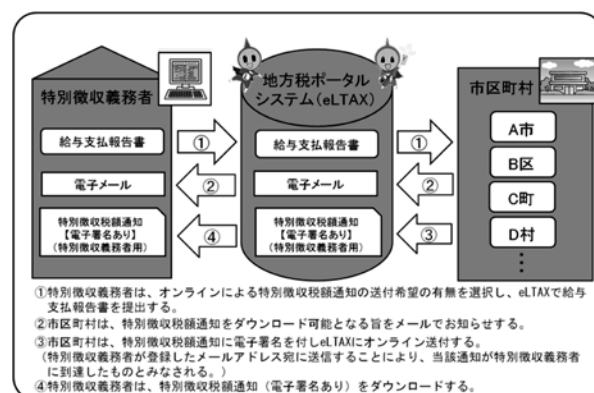 特別徴収義務者
地方税ポータル
システム(eLTAX)
市区町村
給与支払報告書
①
給与支払報告書
①
A市
電子メール
②
電子メール
②
B区
特別徴収税額通知
【電子署名あり】
(特別徴収義務者用)
④
特別徴収税額通知
【電子署名あり】
(特別徴収義務者用)
③
C町
D村
⋮
①特別徴収義務者は、オンラインによる特別徴収税額通知の送付希望の有無を選択し、eLTAXで給与
支払報告書を提出する。
②市区町村は、特別徴収税額通知をダウンロード可能となる旨をメールでお知らせする。
③市区町村は、特別徴収税額通知に電子署名を付しeLTAXにオンライン送付する。
(特別徴収義務者が登録したメールアドレス宛に送信することにより、当該通知が特別徴収義務者
に到達したものとみなされる。)
④特別徴収義務者は、特別徴収税額通知(電子署名あり)をダウンロードする。